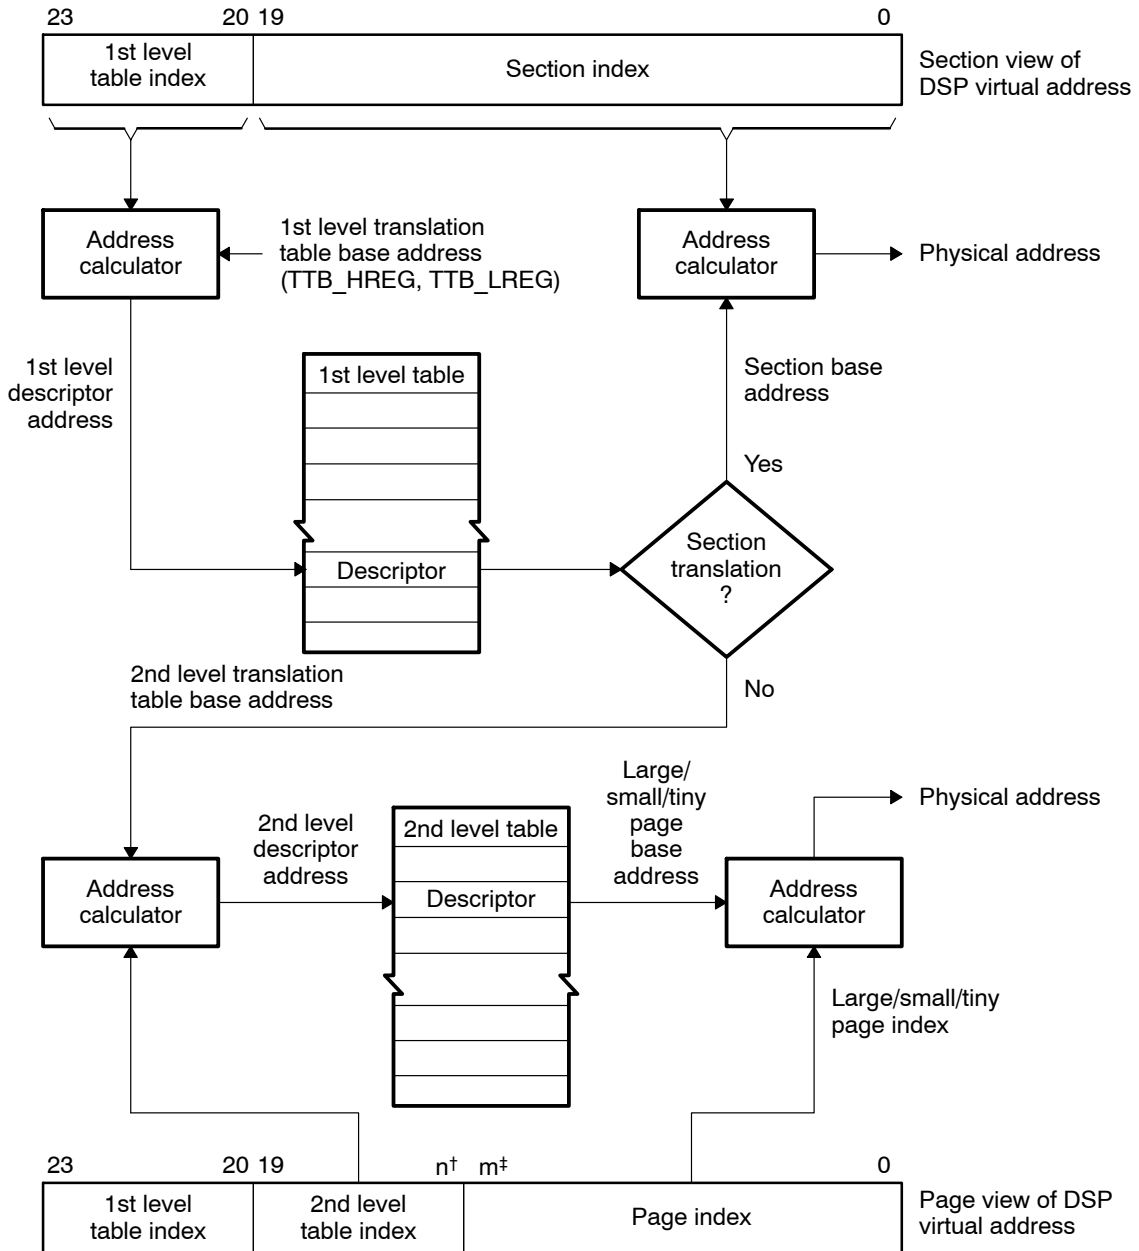 23 20 19 0
1st level
table index
Section index
Section view of
DSP virtual address
Address
calculator
1st level translation
table base address
(TTB_HREG, TTB_LREG)
Address
calculator
Physical address
1st level
descriptor
address
1st level table
Descriptor
Section base
address
Yes
Section
translation
?
No
2nd level translation
table base address
Address
calculator
2nd level
descriptor
address
2nd level table
Descriptor
Large/
small/tiny
page
base
address
Address
calculator
Physical address
Large/small/tiny
page index
23 20 19 n† m‡ 0
1st level
table index
2nd level
table index
Page index
Page view of DSP
virtual address